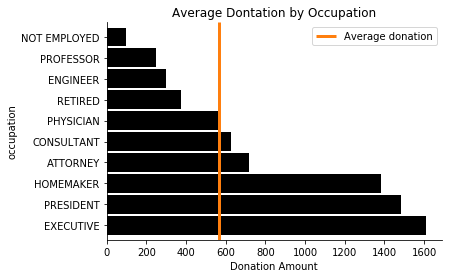 Average Dontation by Occupation
Average donation
occupation
NOT EMPLOYED
PROFESSOR
ENGINEER
RETIRED
PHYSICIAN
CONSULTANT
ATTORNEY
HOMEMAKER
PRESIDENT
EXECUTIVE
0 200 400 600 800 1000 1200 1400 1600
Donation Amount